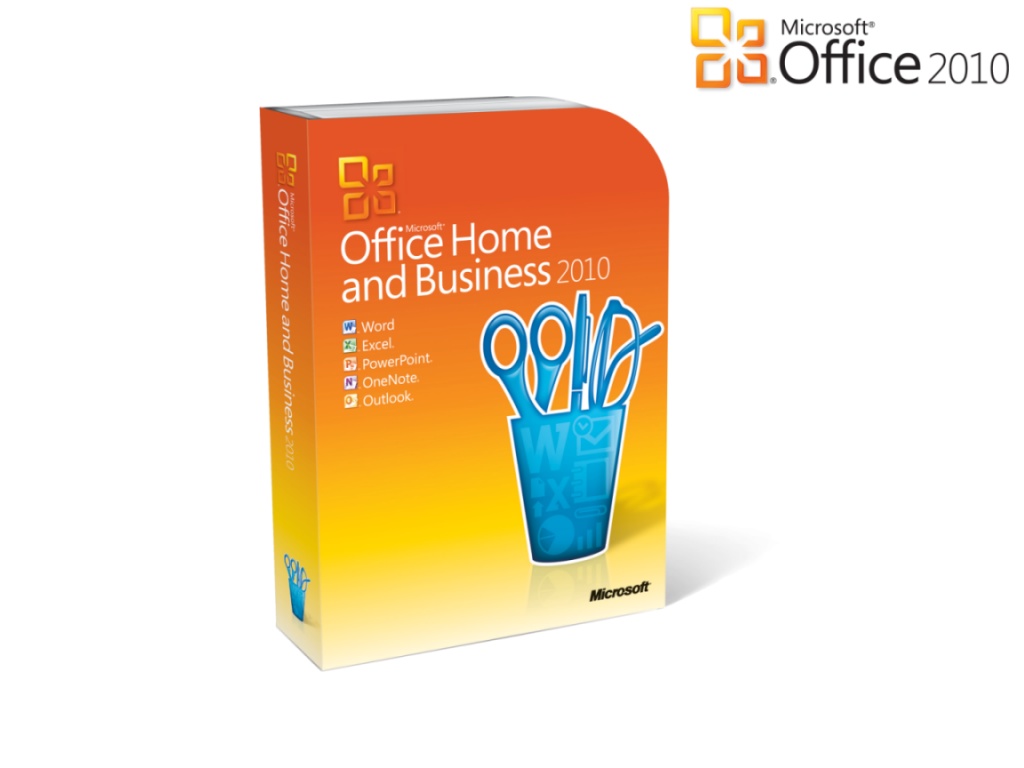 Microsoft®
Office 2010
Microsoft®
Office Home
and Business 2010
Word
Excel.
PowerPoint.
OneNote.
Outlook.
Microsoft
Microsoft
Office Home and Business 2010